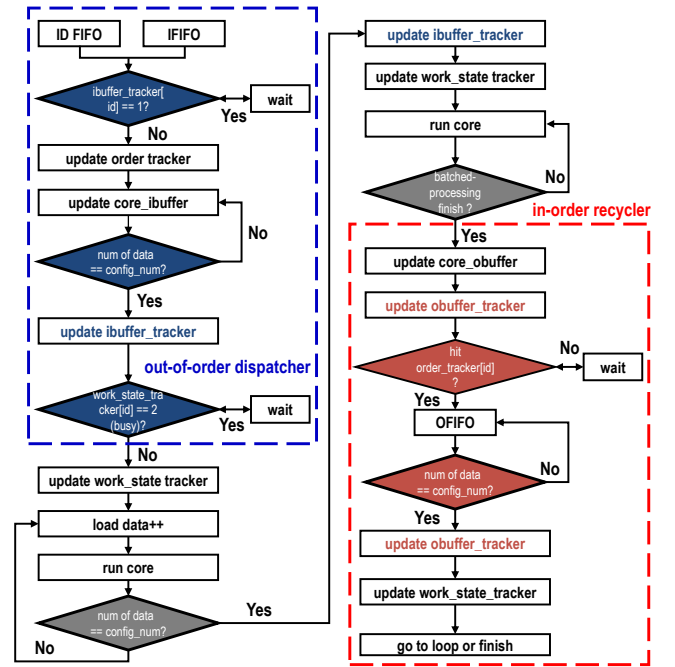 ID FIFO
IFIFO
ibuffer_tracker[
id] == 1?
wait
Yes
No
update order tracker
update core_ibuffer
No
num of data
== config_num?
Yes
update ibuffer_tracker
out-of-order dispatcher
work_state_tra
cker[id] == 2
(busy)?
wait
Yes
No
update work_state tracker
load data++
run core
num of data
== config_num?
Yes
No
update ibuffer_tracker
update work_state tracker
run core
batched-
processing
finish ?
No
in-order recycler
Yes
update core_obuffer
update obuffer_tracker
hit
order_tracker[id]
?
No
wait
Yes
OFIFO
num of data
== config_num?
No
Yes
update obuffer_tracker
update work_state_tracker
go to loop or finish